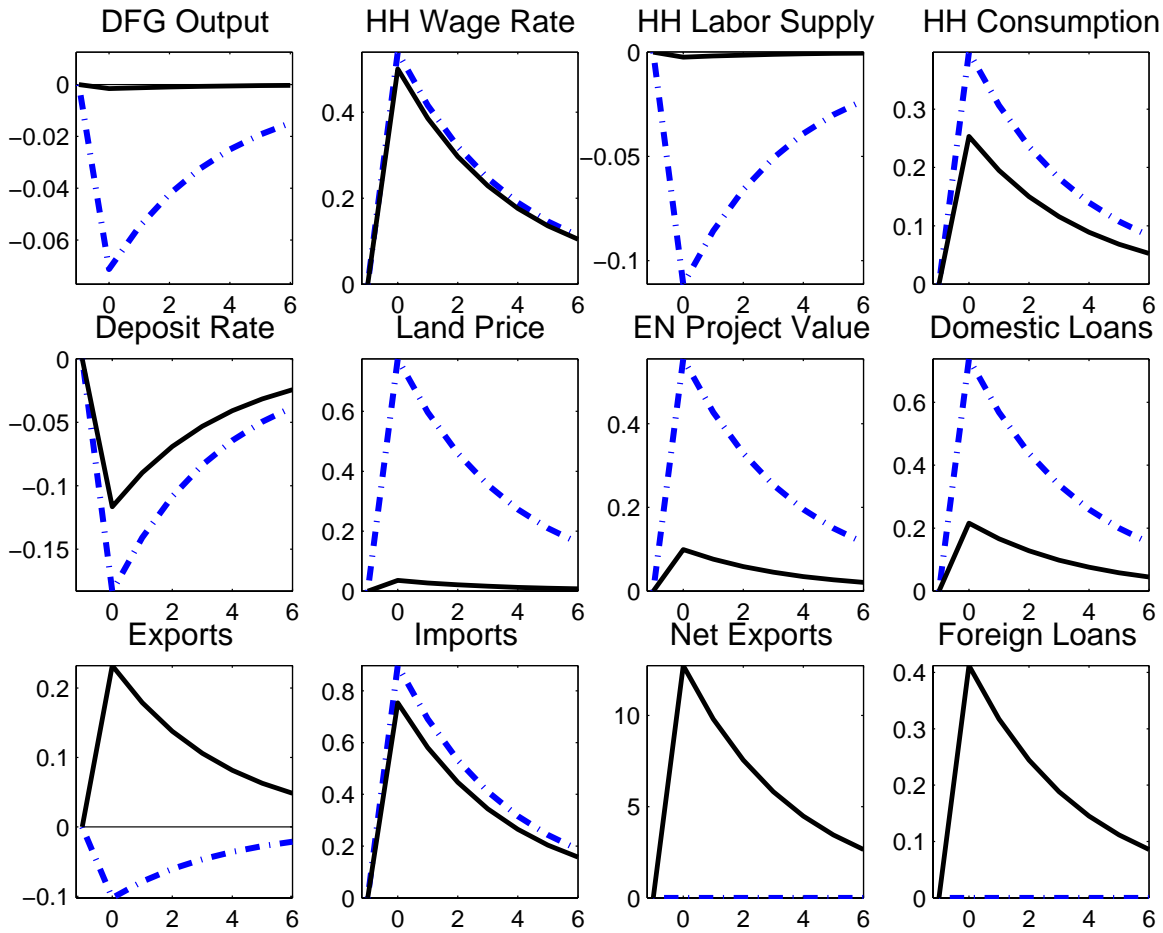 DFG Output
HH Wage Rate
HH Labor Supply
HH Consumption
0
−0.02
−0.04
−0.06
0 2 4 6
0.4
0.2
0
0 2 4 6
0
−0.05
−0.1
0 2 4 6
0.3
0.2
0.1
0
0 2 4 6
Deposit Rate
Land Price
EN Project Value
Domestic Loans
0
−0.05
−0.1
−0.15
0 2 4 6
0.6
0.4
0.2
0
0 2 4 6
0.4
0.2
0
0 2 4 6
0.6
0.4
0.2
0
0 2 4 6
Exports
Imports
Net Exports
Foreign Loans
0.2
0.1
0
−0.1
0 2 4 6
0.8
0.6
0.4
0.2
0
0 2 4 6
10
5
0
0 2 4 6
0.4
0.3
0.2
0.1
0
0 2 4 6